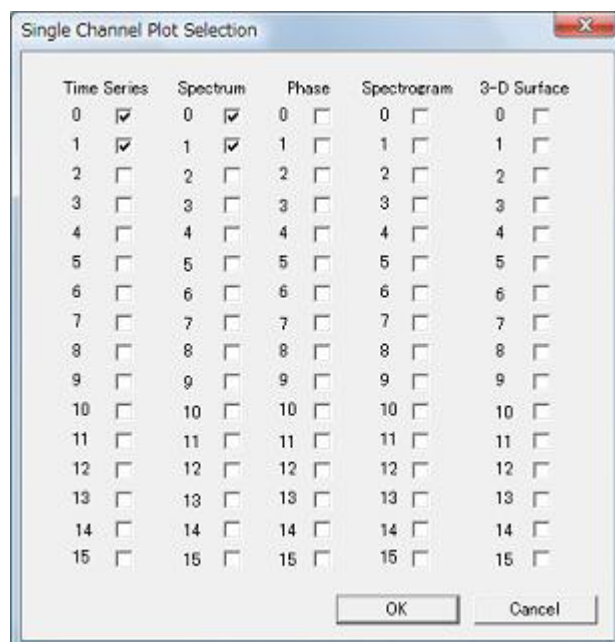 Single Channel Plot Selection
Time Series Spectrum Phase Spectrogram 3-D Surface
0 0 0 0 0
1 1 1 1 1
2 2 2 2 2
3 3 3 3 3
4 4 4 4 4
5 5 5 5 5
6 6 6 6 6
7 7 7 7 7
8 8 8 8 8
9 9 9 9 9
10 10 10 10 10
11 11 11 11 11
12 12 12 12 12
13 13 13 13 13
14 14 14 14 14
15 15 15 15 15
OK Cancel